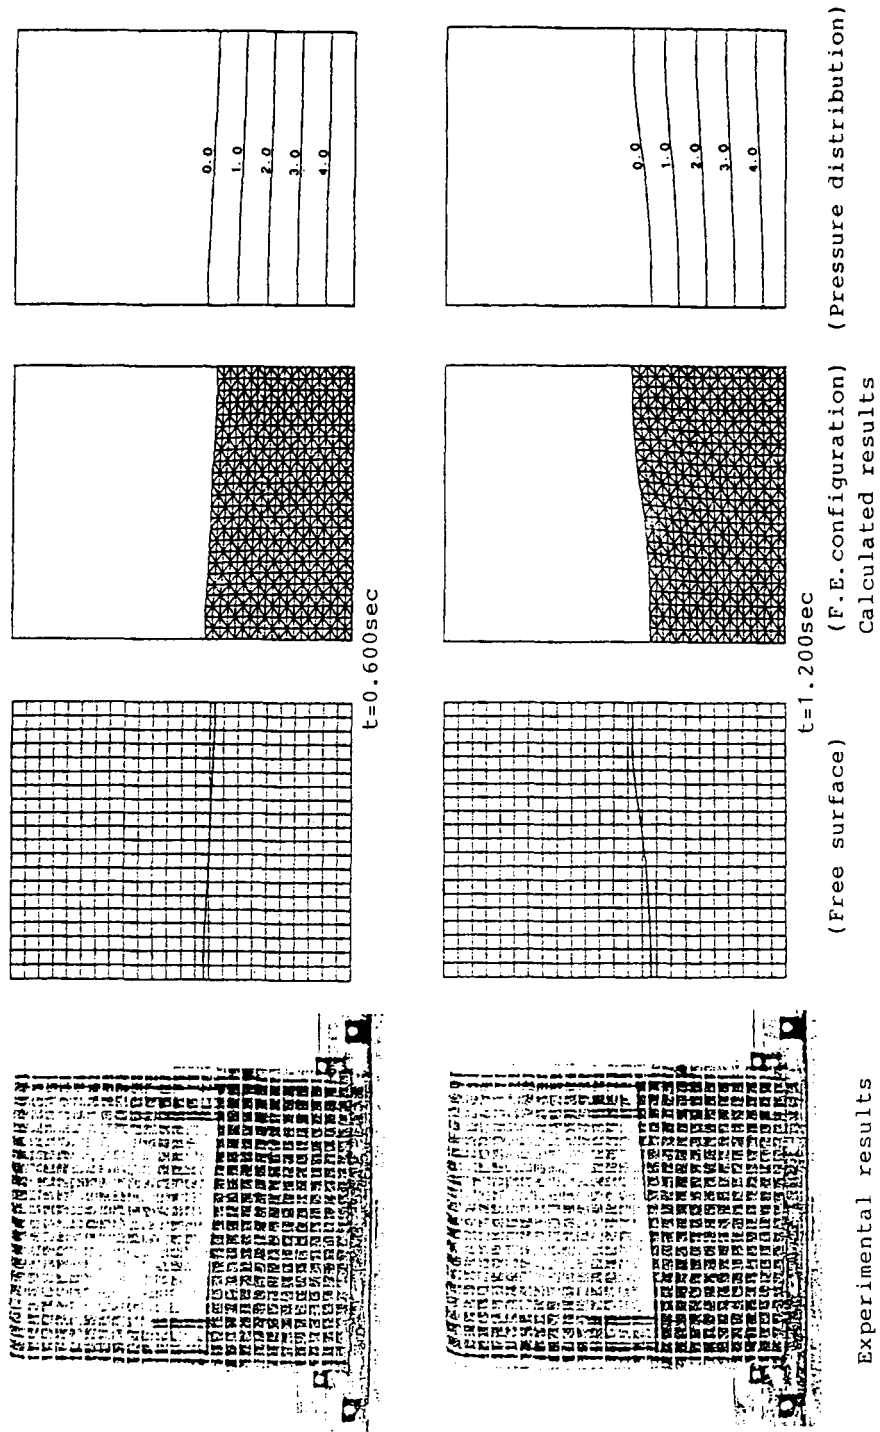 0.0
1.0
2.0
3.0
4.0
t=0.600sec
0.0
1.0
2.0
3.0
4.0
t=1.200sec
(Free surface) (F.E.configuration) (Pressure distribution)
Experimental results Calculated results